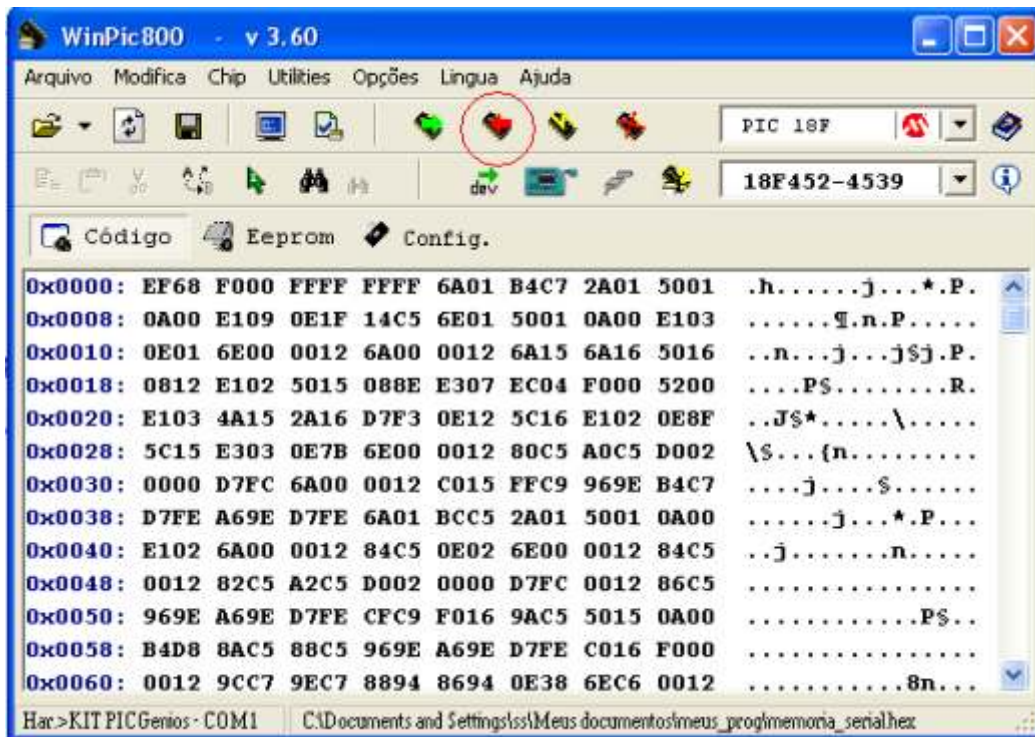 WinPic800 - v 3.60
Arquivo Modifica Chip Utilities Opções Lingua Ajuda
PIC 18F
dev 18F452-4539
Código Eeprom Config.
0x0000: EF68 F000 FFFF FFFF 6A01 B4C7 2A01 5001 .h......j...*.P.
0x0008: 0A00 E109 0E1F 14C5 6E01 5001 0A00 E103 ......¶.n.P.....
0x0010: 0E01 6E00 0012 6A00 0012 6A15 6A16 5016 ..n...j...j§j.P.
0x0018: 0812 E102 5015 088E E307 EC04 F000 5200 ....P§........R.
0x0020: E103 4A15 2A16 D7F3 0E12 5C16 E102 0E8F ..J§*.....\.....
0x0028: 5C15 E303 0E7B 6E00 0012 80C5 A0C5 D002 \§...{n.........
0x0030: 0000 D7FC 6A00 0012 C015 FFC9 969E B4C7 ....j....§......
0x0038: D7FE A69E D7FE 6A01 BCC5 2A01 5001 0A00 ......j...*.P...
0x0040: E102 6A00 0012 84C5 0E02 6E00 0012 84C5 ..j.......n.....
0x0048: 0012 82C5 A2C5 D002 0000 D7FC 0012 86C5 ................
0x0050: 969E A69E D7FE CFC9 F016 9AC5 5015 0A00 ............P§..
0x0058: B4D8 8AC5 88C5 969E A69E D7FE C016 F000 ................
0x0060: 0012 9CC7 9EC7 8894 8694 0E38 6EC6 0012 ...........8n...
Har.>KIT PICGenios - COM1 C:\Documents and Settings\ss\Meus documentos\meus_prog\memoria_serial.hex